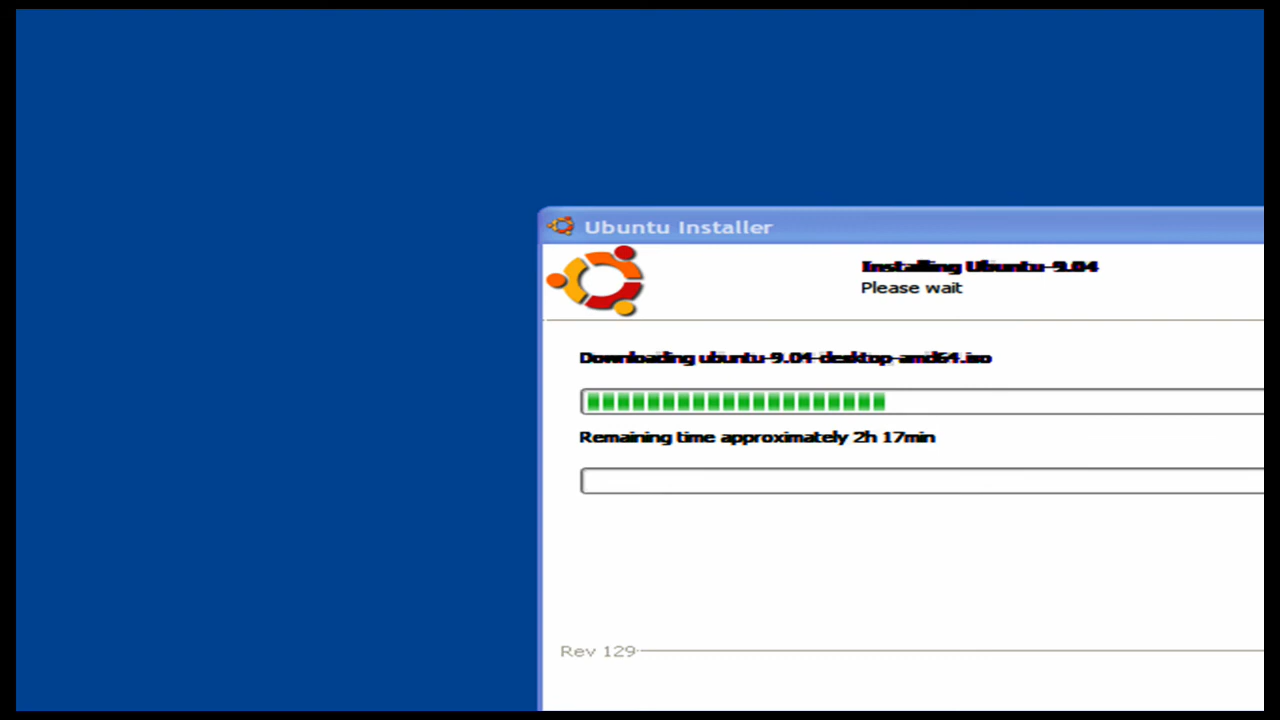 Ubuntu Installer
Installing Ubuntu-9.04
Please wait
Downloading ubuntu-9.04-desktop-amd64.iso
Remaining time approximately 2h 17min
Rev 129